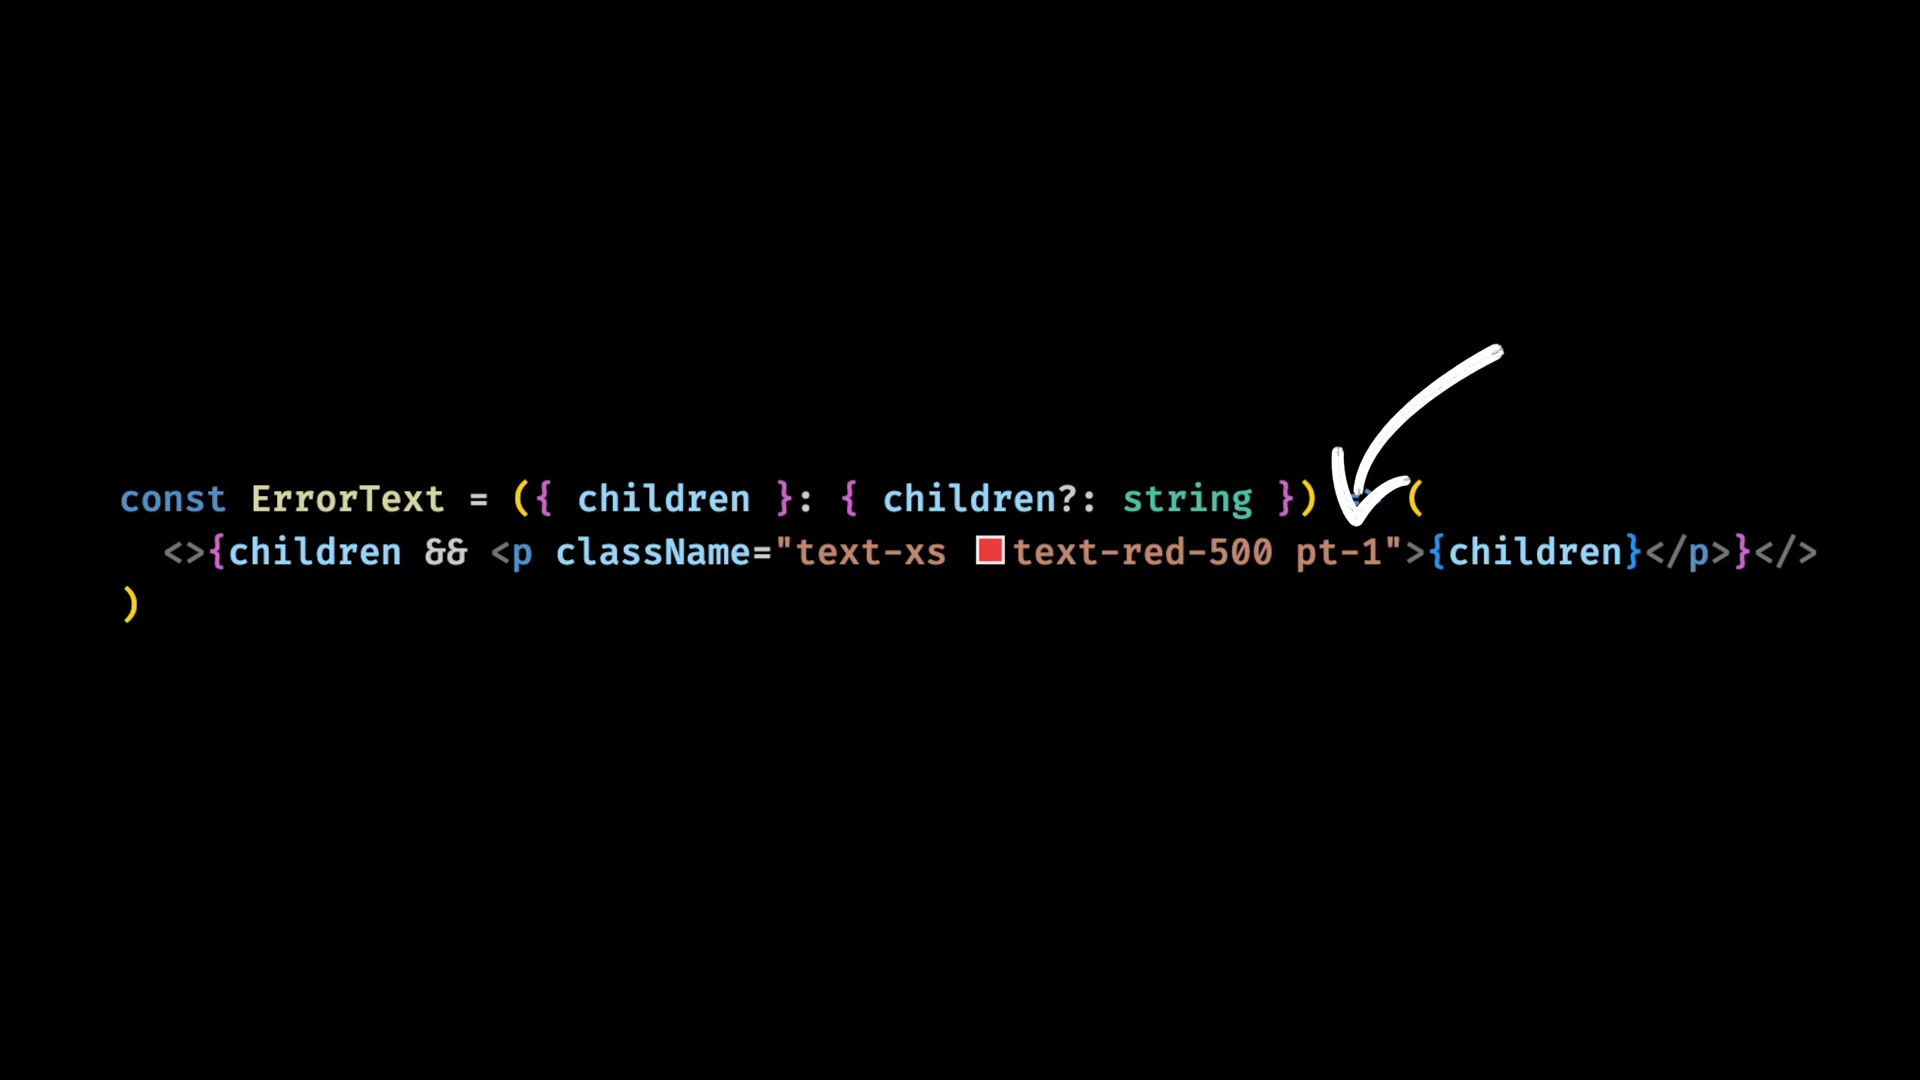 const ErrorText = ({ children }: { children?: string }) (
<>{children && <p className="text-xs text-red-500 pt-1">{children}</p>}</>
)